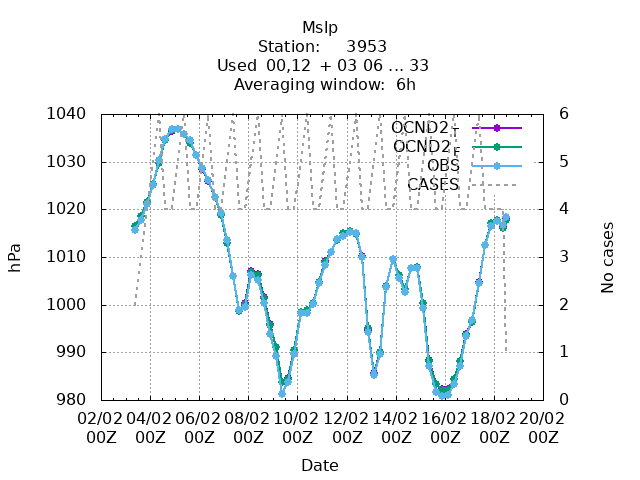 Mslp
Station: 3953
Used 00,12 + 03 06 ... 33
Averaging window: 6h
1040
1030
1020
1010
1000
990
980
6
5
4
3
2
1
0
OCND2_T
OCND2_F
OBS
CASES
hPa
No cases
02/02 04/02 06/02 08/02 10/02 12/02 14/02 16/02 18/02 20/02
00Z 00Z 00Z 00Z 00Z 00Z 00Z 00Z 00Z 00Z
Date